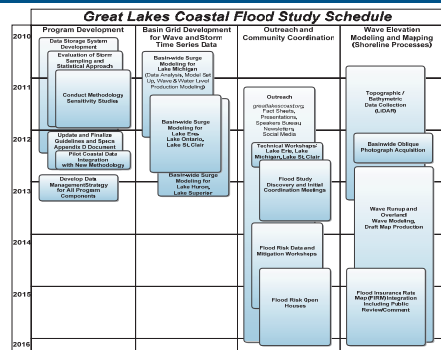 Great Lakes Coastal Flood Study Schedule
Program Development
Basin Grid Development
for Wave and Storm
Time Series Data
Outreach and
Community Coordination
Wave Elevation
Modeling and Mapping
(Shoreline Processes)
2010
2011
2012
2013
2014
2015
2016
Data Storage System
Development
Evaluation of Storm
Sampling and
Statistical Approach
Conduct Methodology
Sensitivity Studies
Update and Finalize
Guidelines and Specs
Appendix D Document
Pilot Coastal Data
Integration
with New Methodology
Develop Data
Management Strategy
for All Program
Components
Basin-wide Surge
Modeling for
Lake Michigan
(Data Analysis, Model Set
Up, Wave & Water Level
Production Modeling)
Basin-wide Surge
Modeling for
Lake Erie,
Lake Ontario,
Lake St. Clair
Basin-wide Surge
Modeling for
Lake Huron,
Lake Superior
Outreach
greatlakescoast.org,
Fact Sheets,
Presentations,
Speakers Bureau
Newsletters,
Social Media
Technical Workshops/
Lake Erie, Lake
Michigan, Lake St. Clair
Flood Study
Discovery and Initial
Coordination Meetings
Flood Risk Data and
Mitigation Workshops
Flood Risk Open
Houses
Topographic /
Bathymetric
Data Collection
(LiDAR)
Basinwide Oblique
Photograph Acquisition
Wave Runup and
Overland
Wave Modeling,
Draft Map Production
Flood Insurance Rate
Map (FIRM) Integration
Including Public
Review/Comment